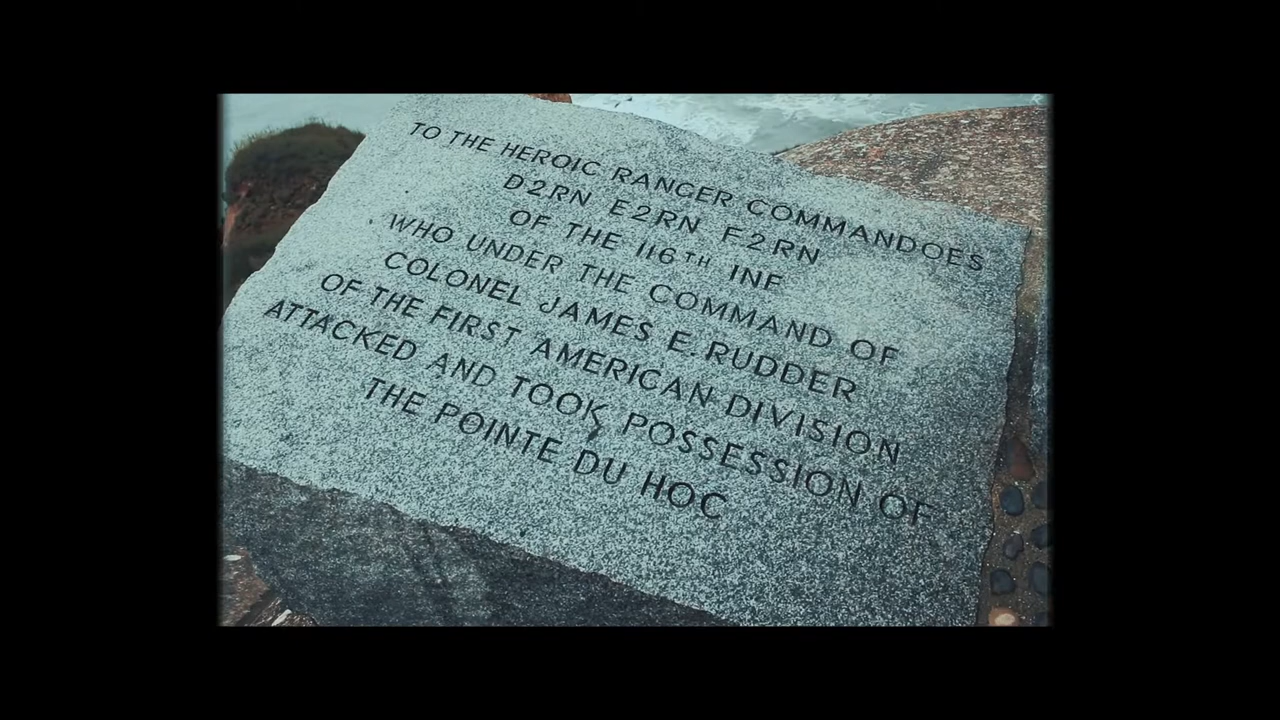 TO THE HEROIC RANGER COMMANDOES
D2RN E2RN F2RN
OF THE 116TH INF
WHO UNDER THE COMMAND OF
COLONEL JAMES E. RUDDER
OF THE FIRST AMERICAN DIVISION
ATTACKED AND TOOK POSSESSION OF
THE POINTE DU HOC